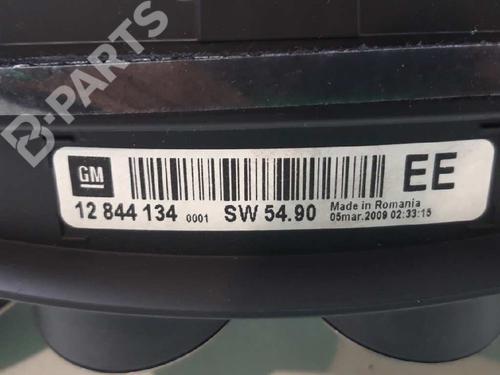 B-PARTS
GM
EE
12 844 134 0001 SW 54.90
Made in Romania
05mar.2009 02:33:15